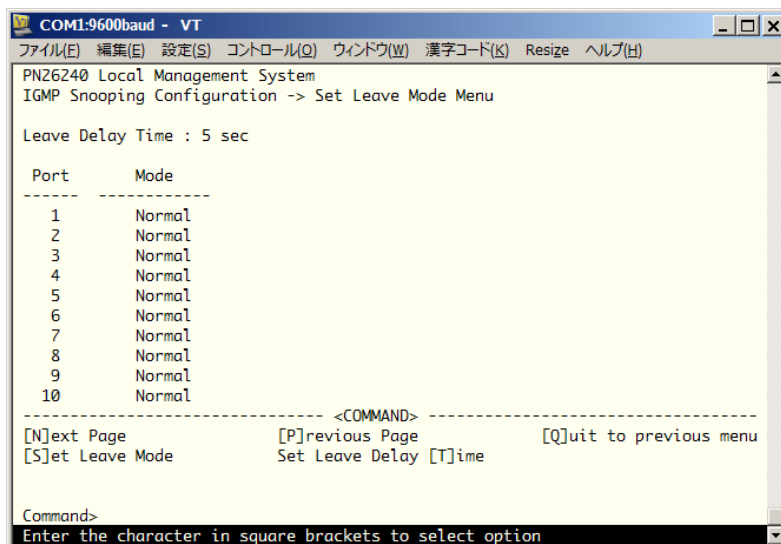 COM1:9600baud - VT
ファイル(F) 編集(E) 設定(S) コントロール(O) ウィンドウ(W) 漢字コード(K) Resize ヘルプ(H)
PN26240 Local Management System
IGMP Snooping Configuration -> Set Leave Mode Menu
Leave Delay Time : 5 sec
Port Mode
------ ------------
1 Normal
2 Normal
3 Normal
4 Normal
5 Normal
6 Normal
7 Normal
8 Normal
9 Normal
10 Normal
-------------------------------- <COMMAND> -----------------------------------
[N]ext Page [P]revious Page [Q]uit to previous menu
[S]et Leave Mode Set Leave Delay [T]ime
Command>
Enter the character in square brackets to select option